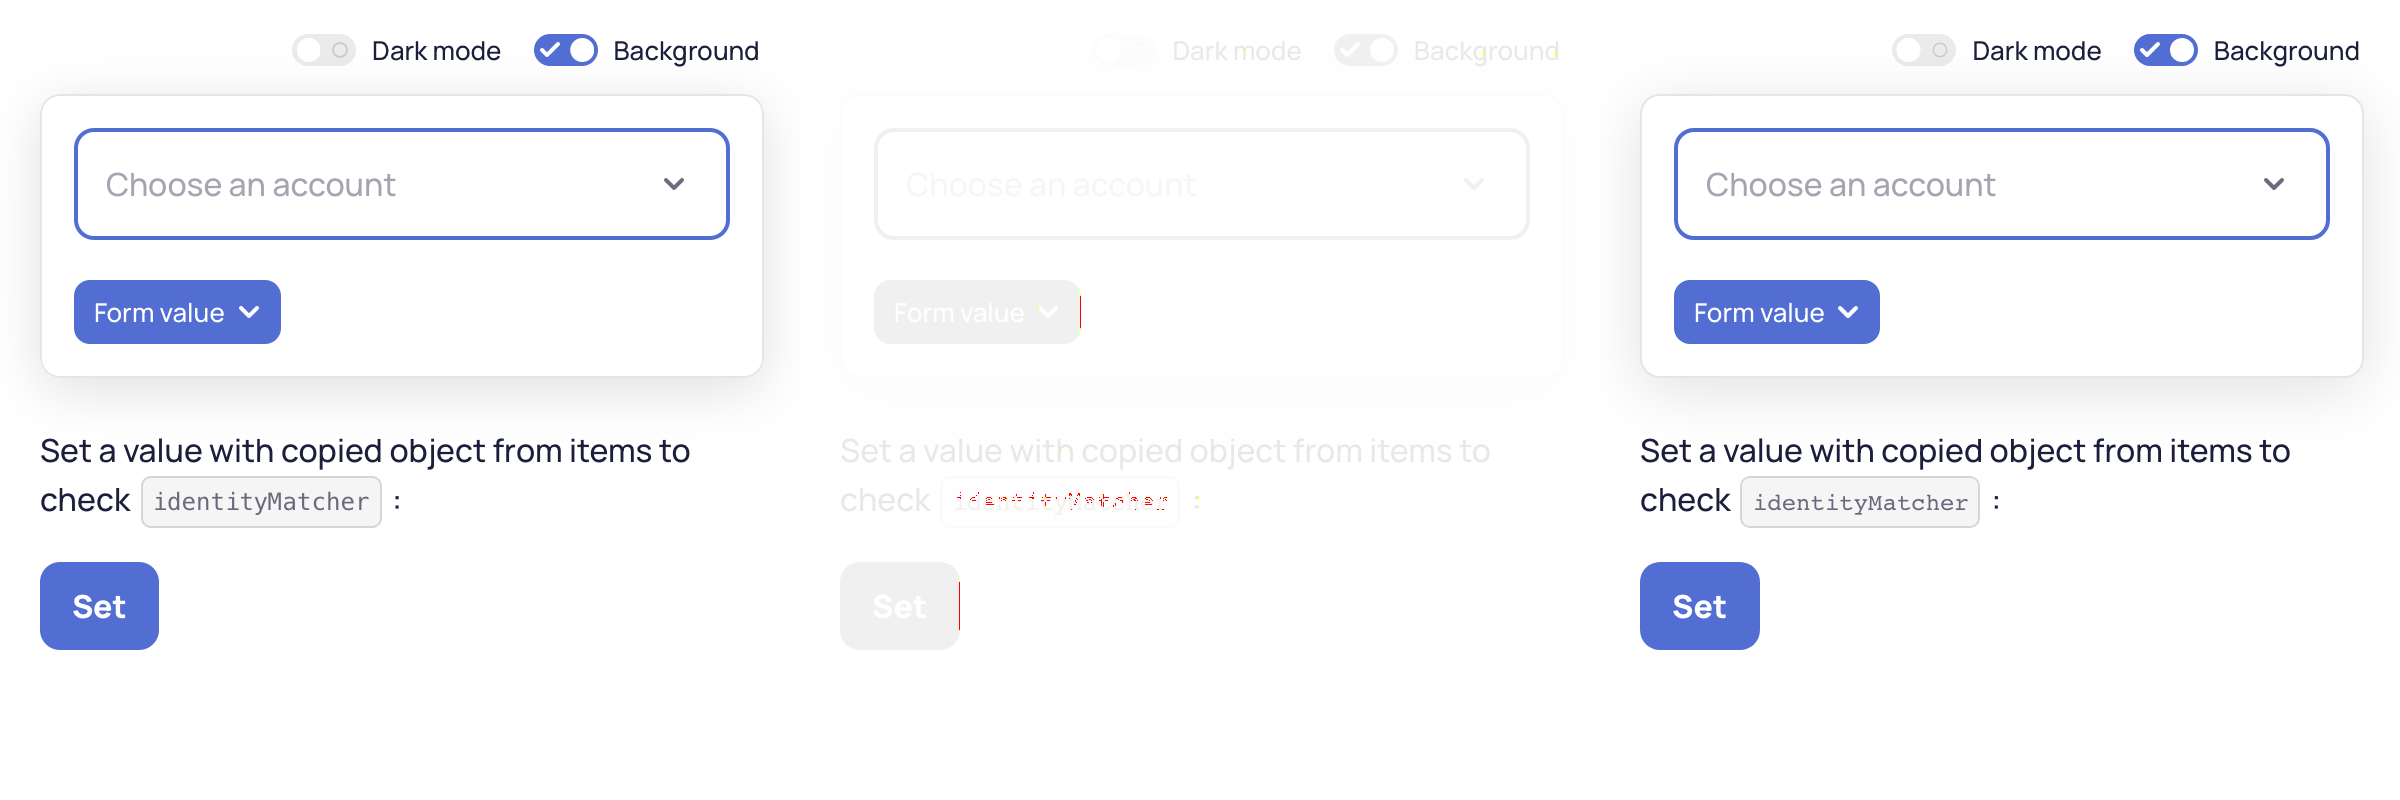 Dark mode Background
Choose an account
Form value
Set a value with copied object from items to
check identityMatcher :
Set
Dark mode Background
Choose an account
Form value
Set a value with copied object from items to
check identityMatcher :
Set
Dark mode Background
Choose an account
Form value
Set a value with copied object from items to
check identityMatcher :
Set